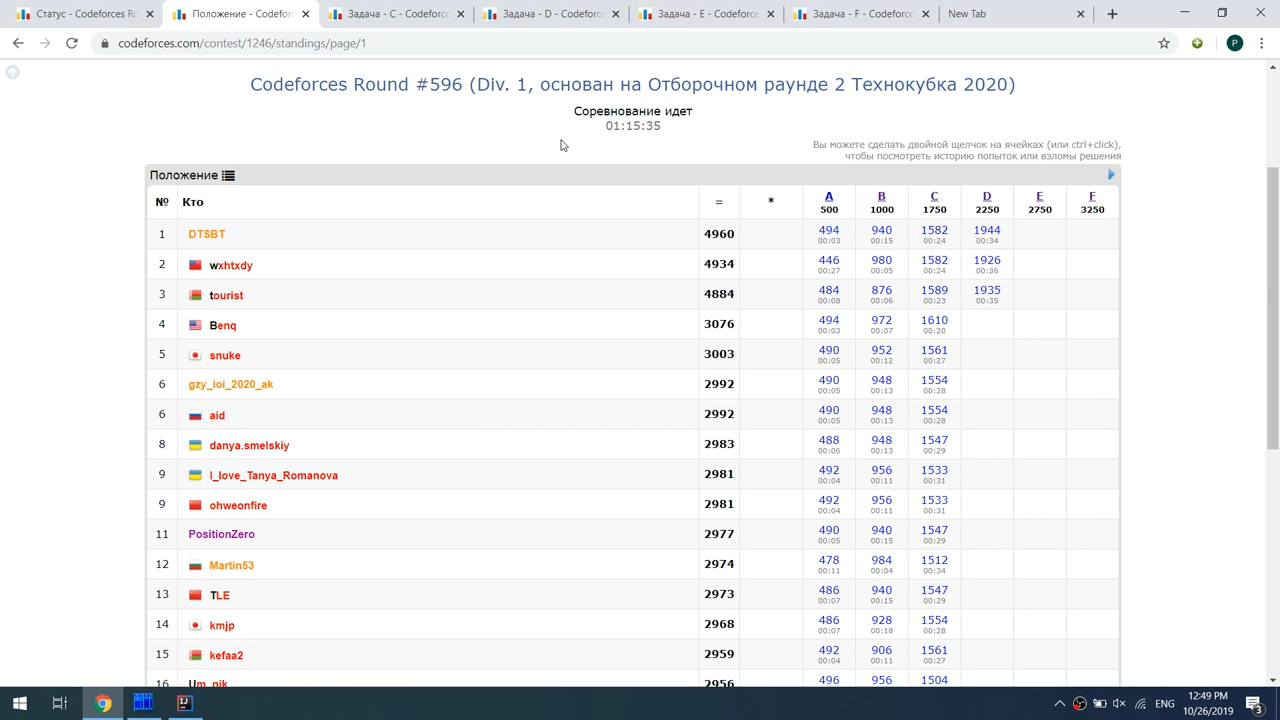 Статус - Codeforces Roun
Положение - Codeforces
Задача - C - Codeforces
Задача - D - Codeforces
Задача - E - Codeforces
Задача - F - Codeforces
New Tab
codeforces.com/contest/1246/standings/page/1
P
Codeforces Round #596 (Div. 1, основан на Отборочном раунде 2 Технокубка 2020)
Соревнование идет
01:15:35
Вы можете сделать двойной щелчок на ячейках (или ctrl+click),
чтобы посмотреть историю попыток или взломы решения
Положение
№ Кто = * A B C D E F
500 1000 1750 2250 2750 3250
1 DTSBT 4960 494 940 1582 1944
00:03 00:15 00:24 00:34
2 wxhtxdy 4934 446 980 1582 1926
00:27 00:05 00:24 00:36
3 tourist 4884 484 876 1589 1935
00:08 00:06 00:23 00:35
4 Benq 3076 494 972 1610
00:03 00:07 00:20
5 snuke 3003 490 952 1561
00:05 00:12 00:27
6 gzy_ioi_2020_ak 2992 490 948 1554
00:05 00:13 00:28
6 aid 2992 490 948 1554
00:05 00:13 00:28
8 danya.smelskiy 2983 488 948 1547
00:06 00:13 00:29
9 I_love_Tanya_Romanova 2981 492 956 1533
00:04 00:11 00:31
9 ohweonfire 2981 492 956 1533
00:04 00:11 00:31
11 PositionZero 2977 490 940 1547
00:05 00:15 00:29
12 Martin53 2974 478 984 1512
00:11 00:04 00:34
13 TLE 2973 486 940 1547
00:07 00:15 00:29
14 kmjp 2968 486 928 1554
00:07 00:18 00:28
15 kefaa2 2959 492 906 1561
00:04 00:11 00:27
16 Um_nik 2956 496 956 1504
ENG
12:49 PM
10/26/2019
3